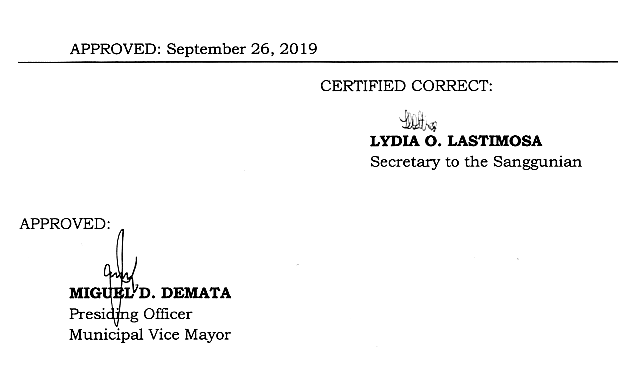 APPROVED: September 26, 2019
CERTIFIED CORRECT:
LYDIA O. LASTIMOSA
Secretary to the Sanggunian
APPROVED:
MIGUEL D. DEMATA
Presiding Officer
Municipal Vice Mayor